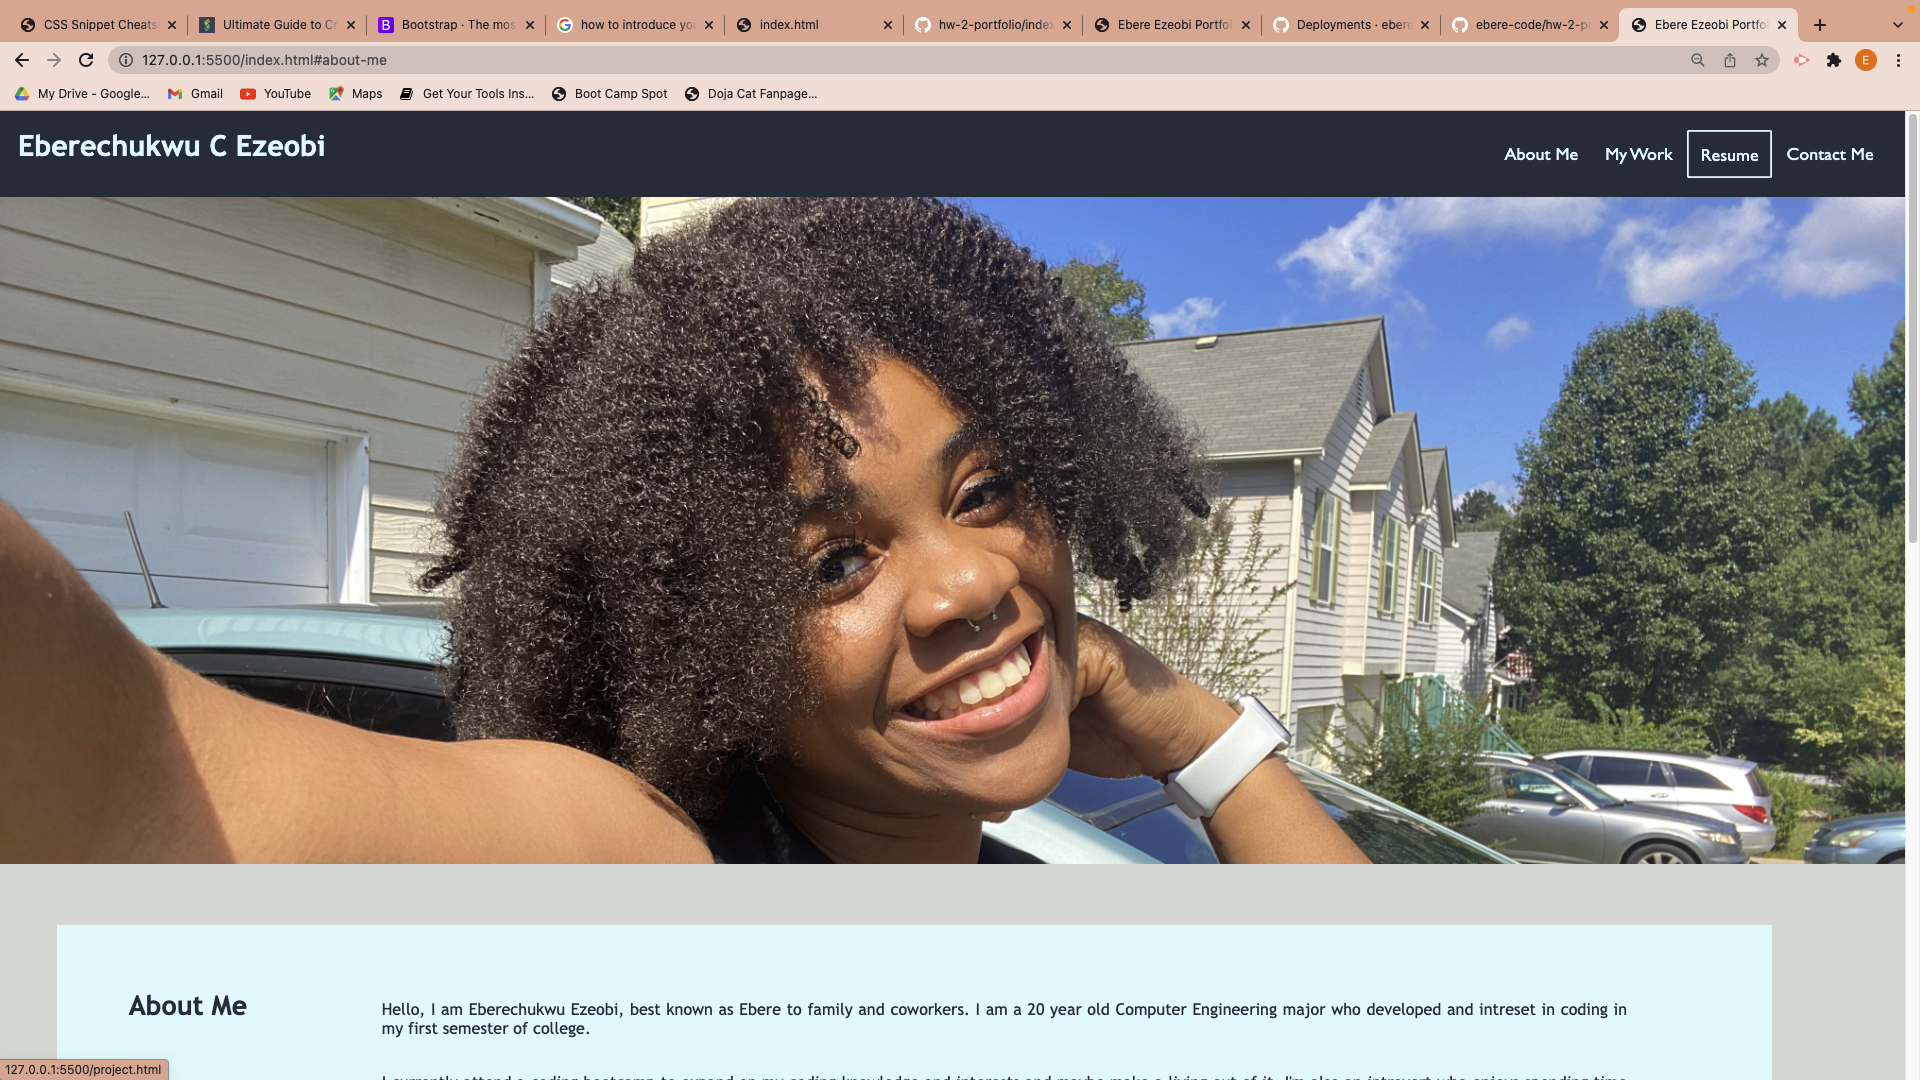 CSS Snippet Cheats
Ultimate Guide to C
Bootstrap · The mos
how to introduce yo
index.html
hw-2-portfolio/inde
Ebere Ezeobi Portfo
Deployments · ebere
ebere-code/hw-2-p
Ebere Ezeobi Portfo
127.0.0.1:5500/index.html#about-me
E
My Drive - Google...
Gmail
YouTube
Maps
Get Your Tools Ins...
Boot Camp Spot
Doja Cat Fanpage...
Eberechukwu C Ezeobi
About Me
My Work
Resume
Contact Me
About Me
Hello, I am Eberechukwu Ezeobi, best known as Ebere to family and coworkers. I am a 20 year old Computer Engineering major who developed and intreset in coding in
my first semester of college.
127.0.0.1:5500/project.html